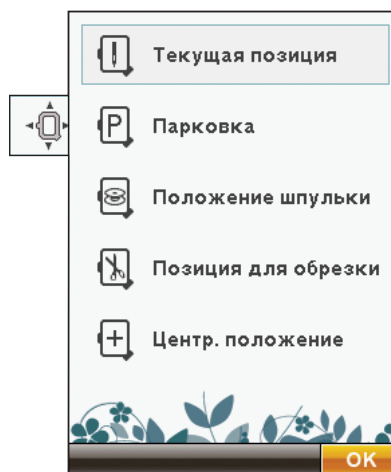 Текущая позиция
P
Парковка
Положение шпульки
Позиция для обрезки
Центр. положение
OK